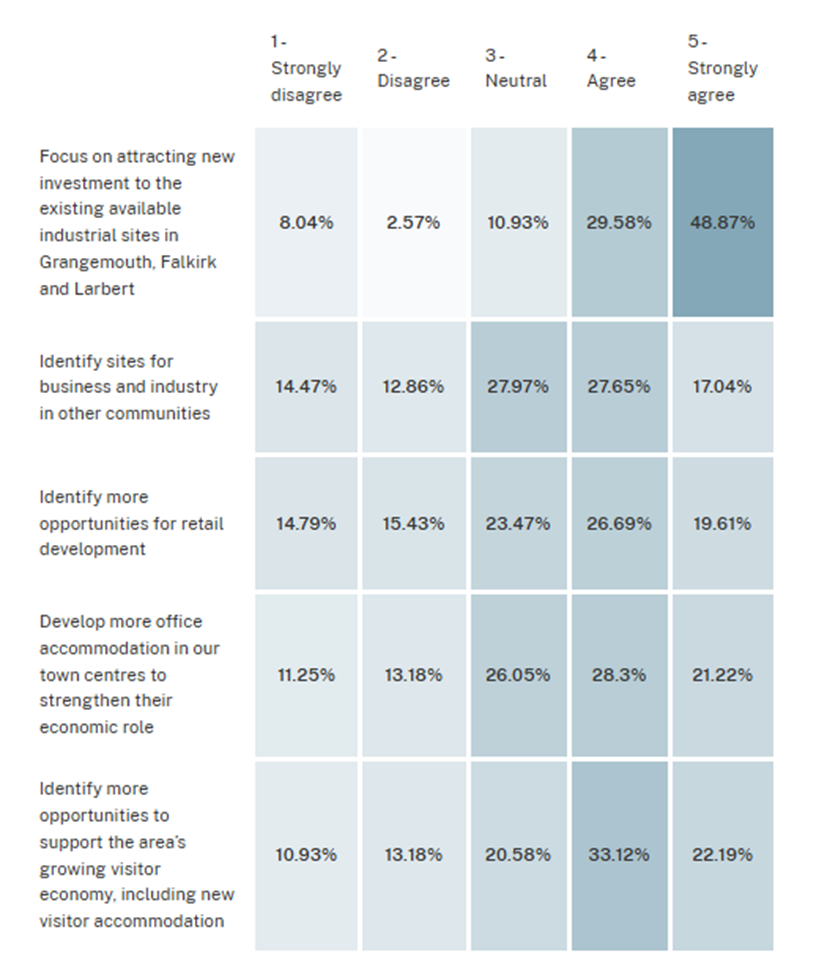 1 -
Strongly
disagree
2 -
Disagree
3 -
Neutral
4 -
Agree
5 -
Strongly
agree
Focus on attracting new
investment to the
existing available
industrial sites in
Grangemouth, Falkirk
and Larbert
8.04% 2.57% 10.93% 29.58% 48.87%
Identify sites for
business and industry
in other communities
14.47% 12.86% 27.97% 27.65% 17.04%
Identify more
opportunities for retail
development
14.79% 15.43% 23.47% 26.69% 19.61%
Develop more office
accommodation in our
town centres to
strengthen their
economic role
11.25% 13.18% 26.05% 28.3% 21.22%
Identify more
opportunities to
support the area's
growing visitor
economy, including new
visitor accommodation
10.93% 13.18% 20.58% 33.12% 22.19%